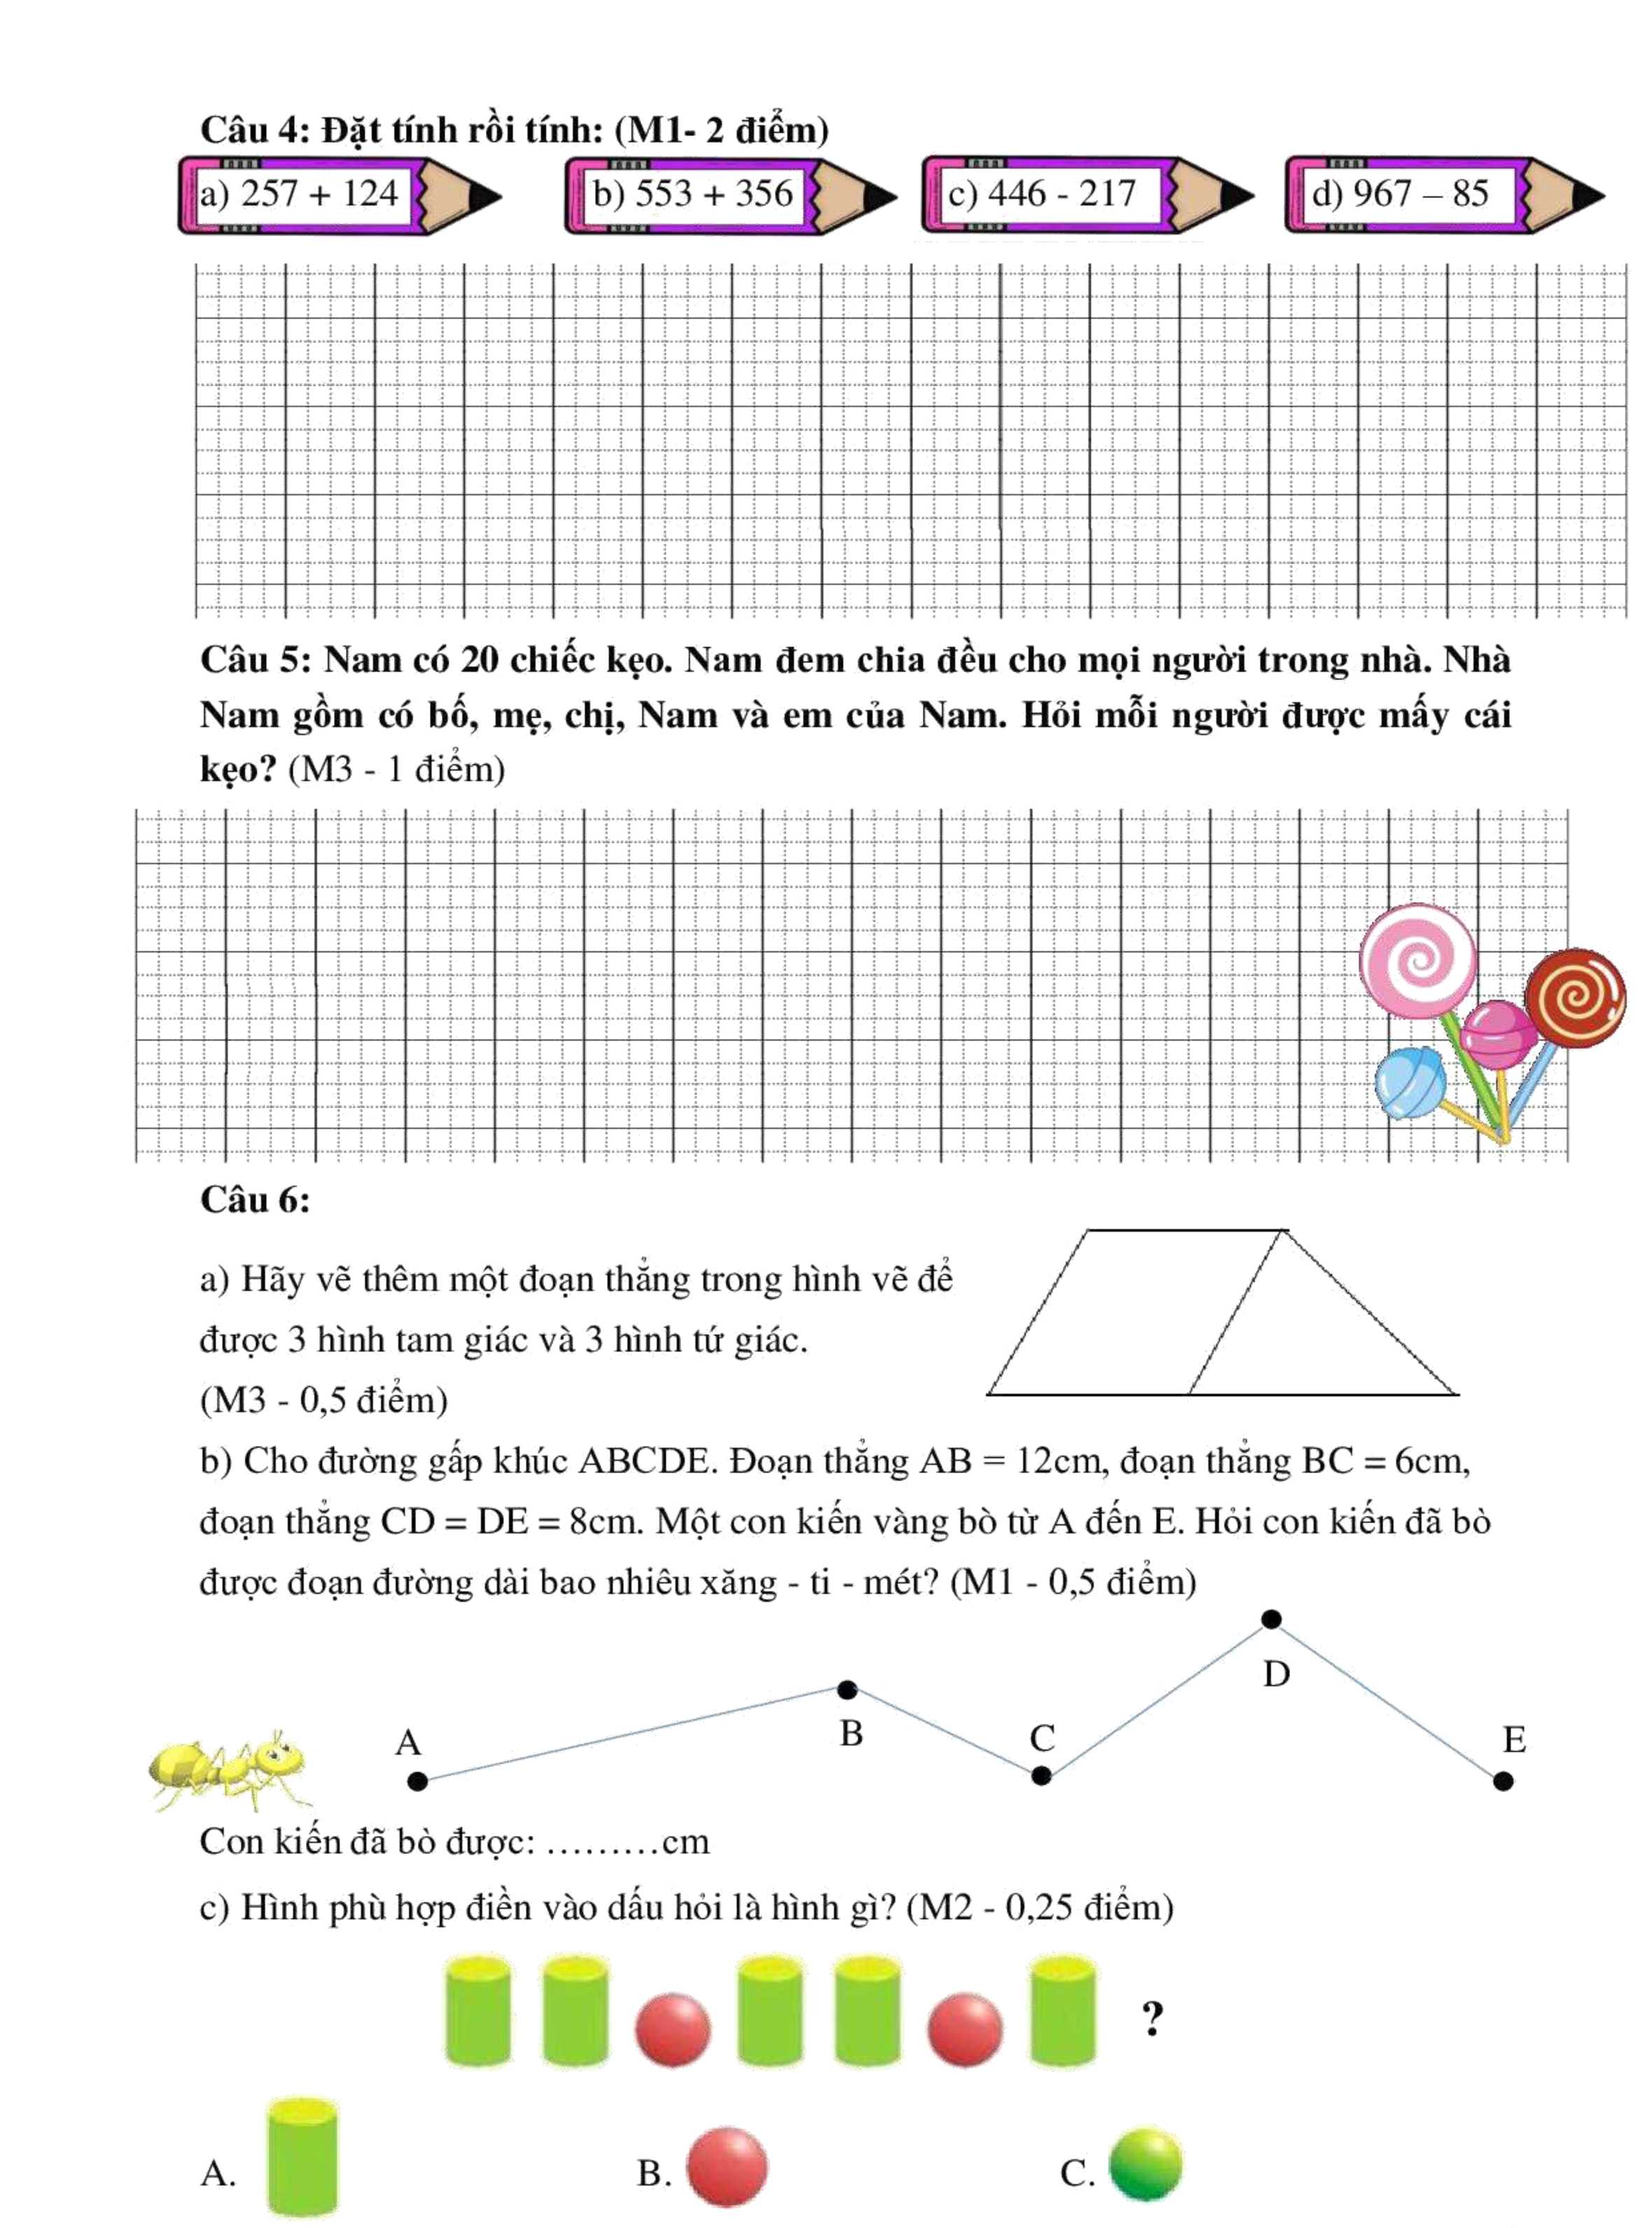 Câu 4: Đặt tính rồi tính: (M1- 2 điểm)
a) 257 + 124 b) 553 + 356 c) 446 - 217 d) 967 – 85
Câu 5: Nam có 20 chiếc kẹo. Nam đem chia đều cho mọi người trong nhà. Nhà
Nam gồm có bố, mẹ, chị, Nam và em của Nam. Hỏi mỗi người được mấy cái
kẹo? (M3 - 1 điểm)
Câu 6:
a) Hãy vẽ thêm một đoạn thẳng trong hình vẽ để
được 3 hình tam giác và 3 hình tứ giác.
(M3 - 0,5 điểm)
b) Cho đường gấp khúc ABCDE. Đoạn thẳng AB = 12cm, đoạn thẳng BC = 6cm,
đoạn thẳng CD = DE = 8cm. Một con kiến vàng bò từ A đến E. Hỏi con kiến đã bò
được đoạn đường dài bao nhiêu xăng - ti - mét? (M1 - 0,5 điểm)
D
A B C E
Con kiến đã bò được: .........cm
c) Hình phù hợp điền vào dấu hỏi là hình gì? (M2 - 0,25 điểm)
?
A. B. C.